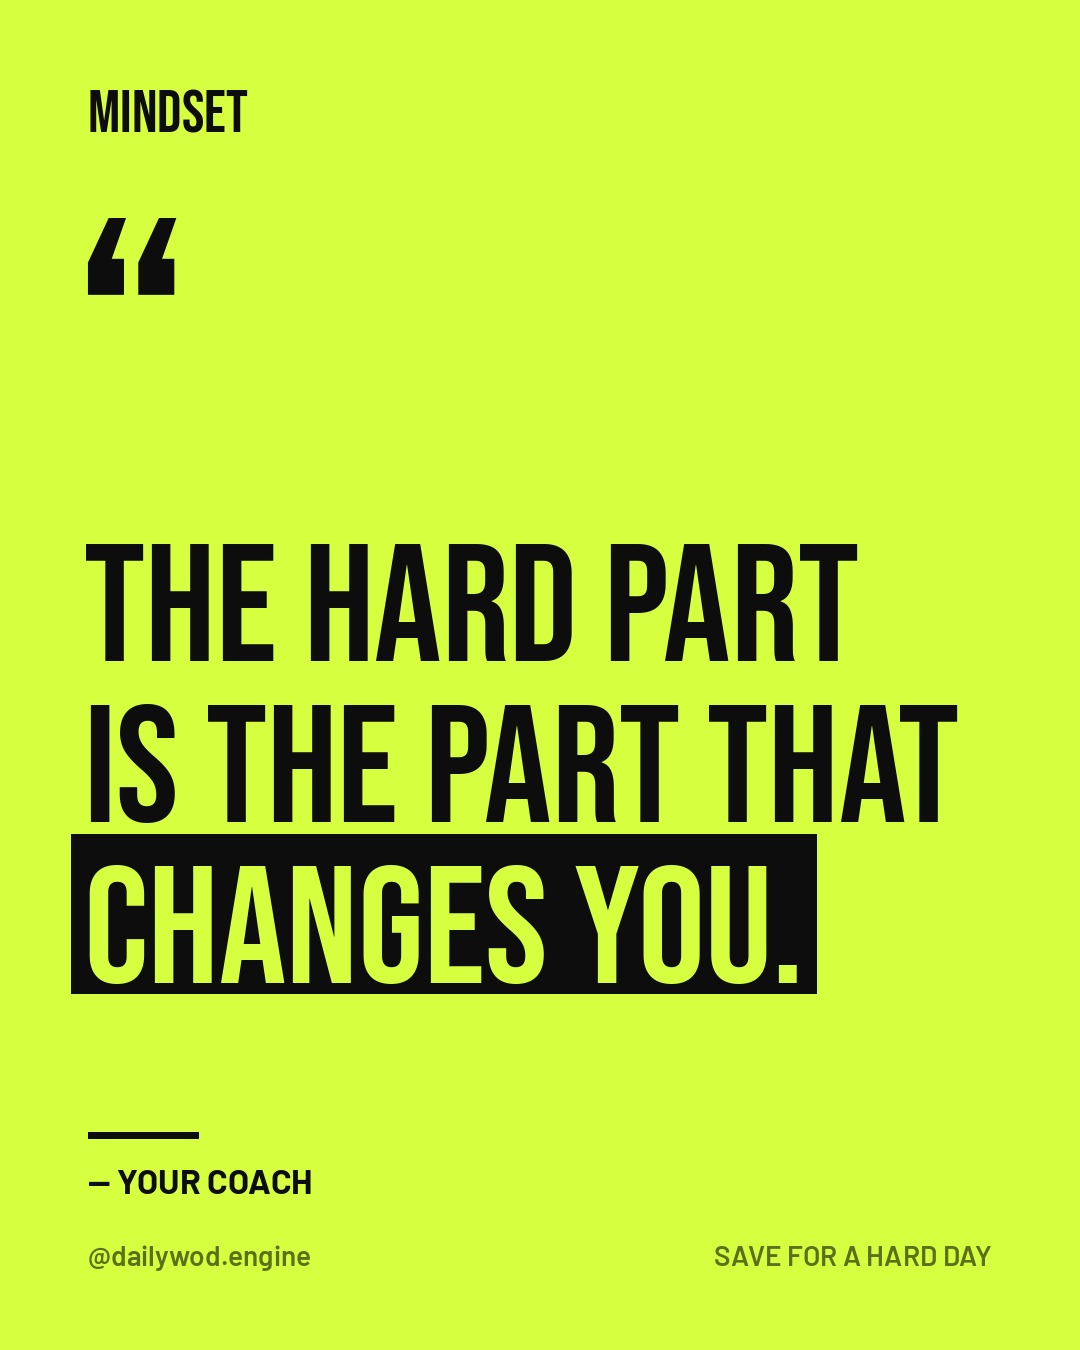 MINDSET
“
THE HARD PART
IS THE PART THAT
CHANGES YOU.
– YOUR COACH
@dailywod.engine
SAVE FOR A HARD DAY